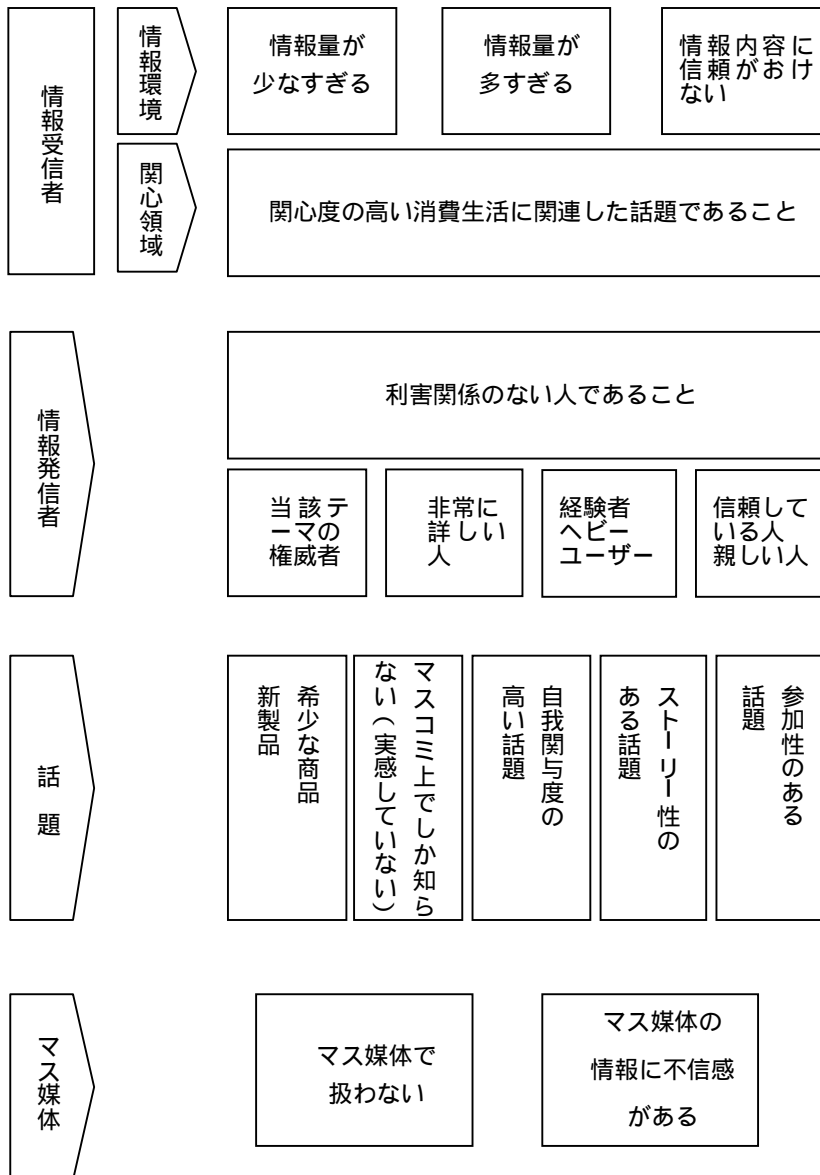 情報受信者
情報環境
情報量が
少なすぎる
情報量が
多すぎる
情報内容に
信頼がおけ
ない
関心領域
関心度の高い消費生活に関連した話題であること
情報発信者
利害関係のない人であること
当該テ
ーマの
権威者
非常に
詳しい
人
経験者
ヘビー
ユーザー
信頼して
いる人
親しい人
話題
希少な商品
新製品
マスコミ上でしか知ら
ない(実感していない)
自我関与度の
高い話題
ストーリー性の
ある話題
参加性のある
話題
マス媒体
マス媒体で
扱わない
マス媒体の
情報に不信感
がある